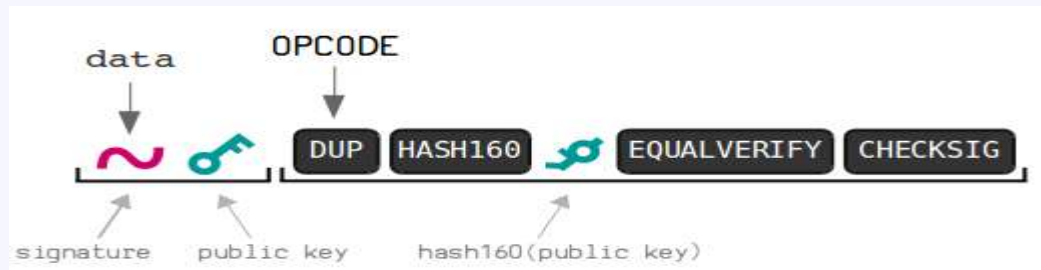 data
OPCODE
DUP HASH160 EQUALVERIFY CHECKSIG
signature public key hash160(public key)